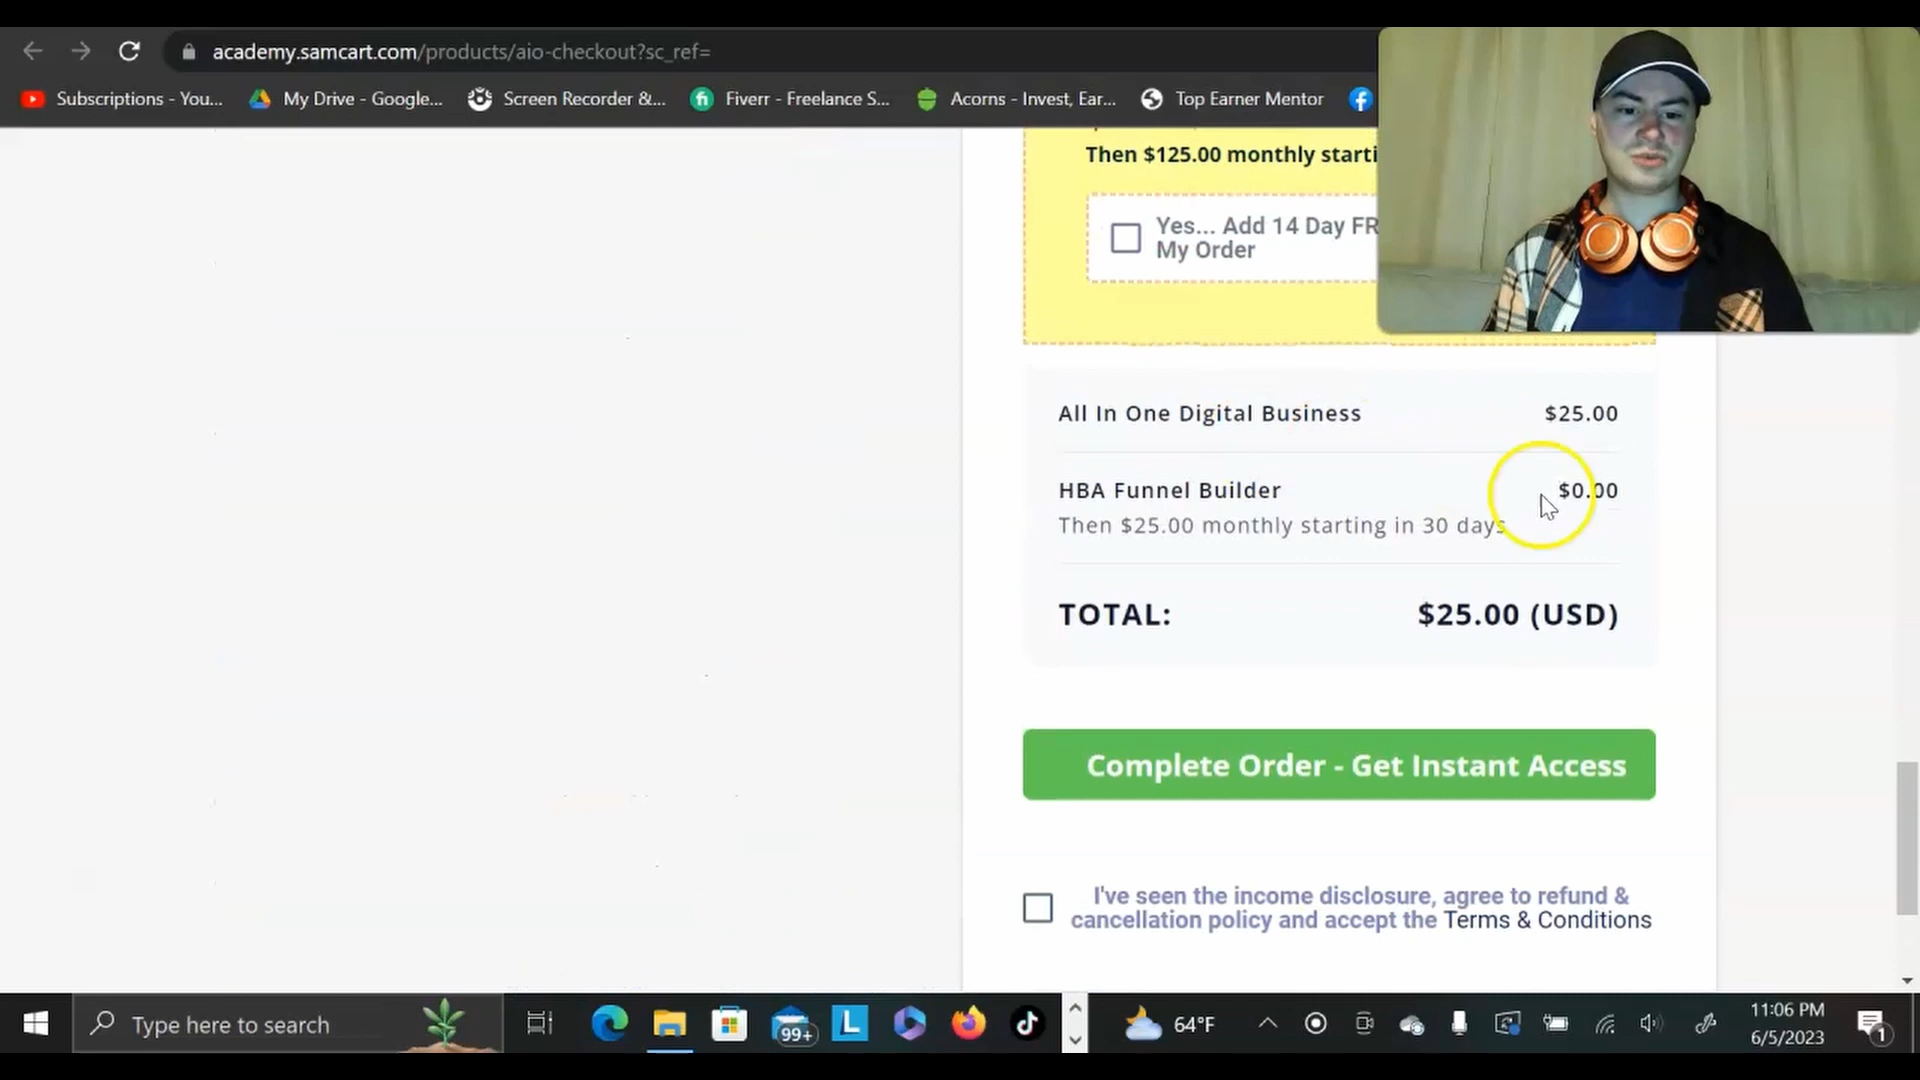 academy.samcart.com/products/aio-checkout?sc_ref=
Subscriptions - You...
My Drive - Google...
Screen Recorder &...
Fiverr - Freelance S...
Acorns - Invest, Ear...
Top Earner Mentor
Then $125.00 monthly starti
Yes... Add 14 Day FR
My Order
All In One Digital Business $25.00
HBA Funnel Builder $0.00
Then $25.00 monthly starting in 30 days
TOTAL: $25.00 (USD)
Complete Order - Get Instant Access
I've seen the income disclosure, agree to refund &
cancellation policy and accept the Terms & Conditions
Type here to search
99+
L
64°F
11:06 PM
6/5/2023
1